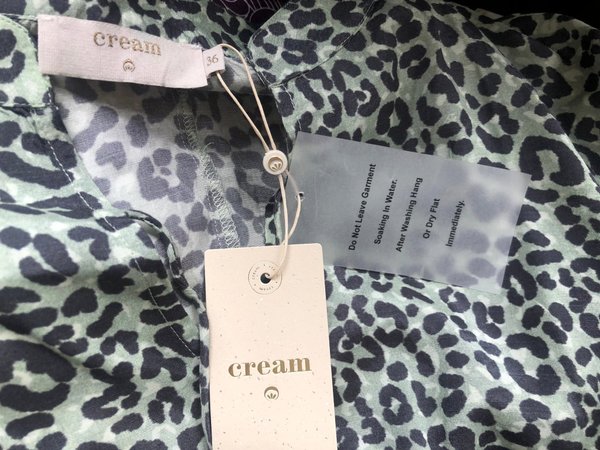 cream
36
Do Not Leave Garment
Soaking In Water.
After Washing Hang
Or Dry Flat
Immediately.
cream